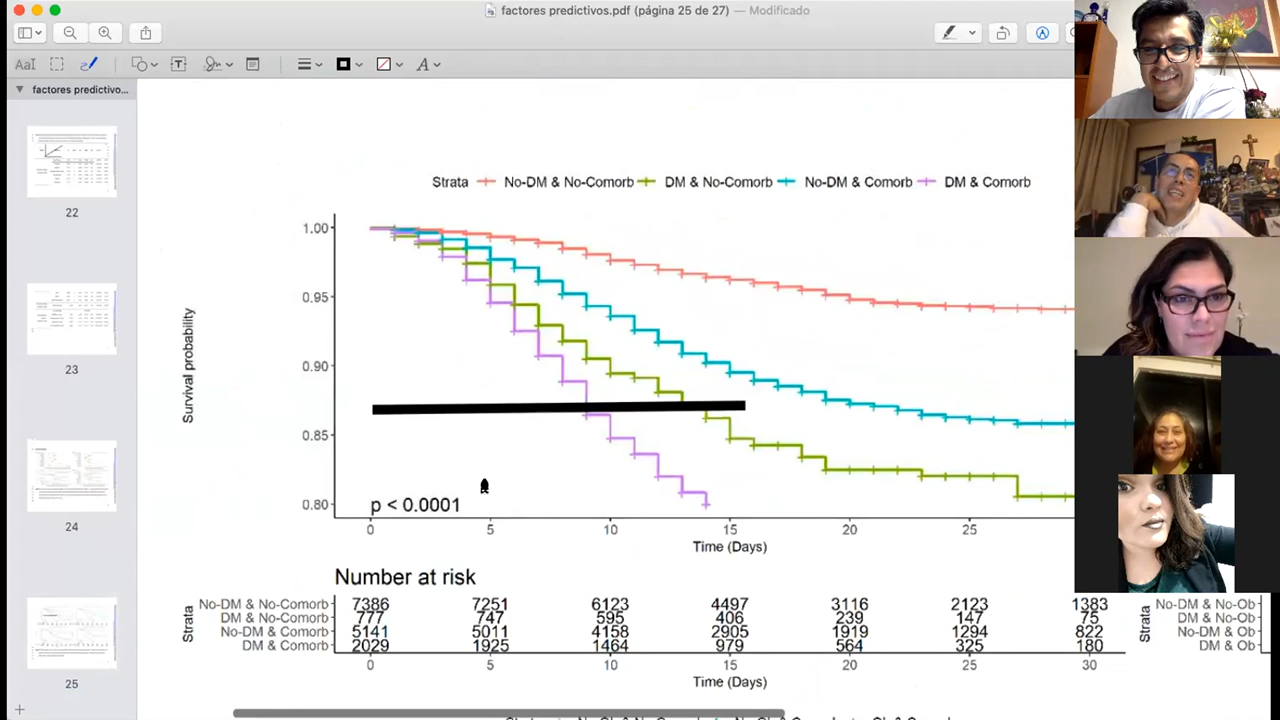 factores predictivos.pdf (página 25 de 27) — Modificado
AaI
T
A
factores predictivo...
22
23
24
25
Strata No-DM & No-Comorb DM & No-Comorb No-DM & Comorb DM & Comorb
Survival probability
1.00
0.95
0.90
0.85
0.80
p < 0.0001
0 5 10 15 20 25
Time (Days)
Number at risk
Strata
No-DM & No-Comorb 7386 7251 6123 4497 3116 2123 1383
DM & No-Comorb 777 747 595 406 239 147 75
No-DM & Comorb 5141 5011 4158 2905 1919 1294 822
DM & Comorb 2029 1925 1464 979 564 325 180
0 5 10 15 20 25 30
Time (Days)
Strata
No-DM & No-Ob
DM & No-Ob
No-DM & Ob
DM & Ob